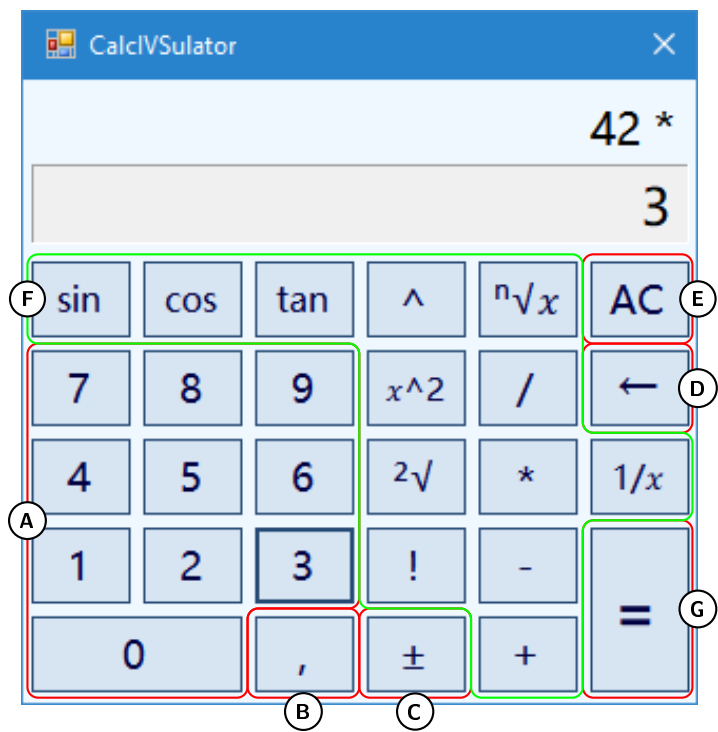 CalcIVSulator
42 *
3
F sin cos tan ^ ⁿ√x AC E
7 8 9 x^2 / ← D
4 5 6 ²√ * 1/x
A
1 2 3 ! - = G
0 , ± +
B C